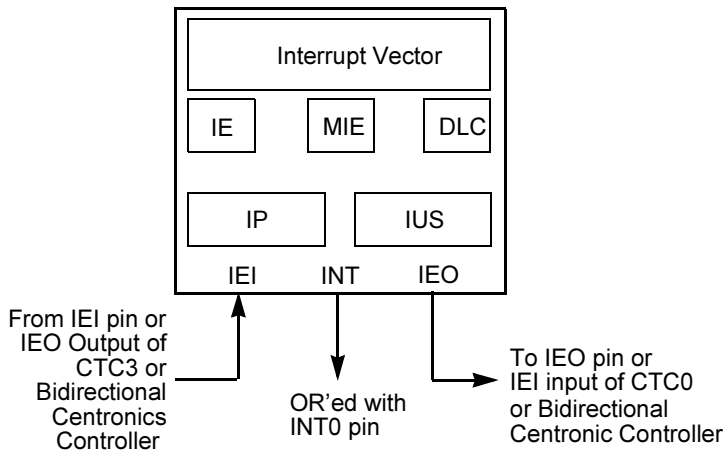 Interrupt Vector
IE
MIE
DLC
IP
IUS
IEI
INT
IEO
From IEI pin or
IEO Output of
CTC3 or
Bidirectional
Centronics
Controller
OR'ed with
INT0 pin
To IEO pin or
IEI input of CTC0
or Bidirectional
Centronic Controller